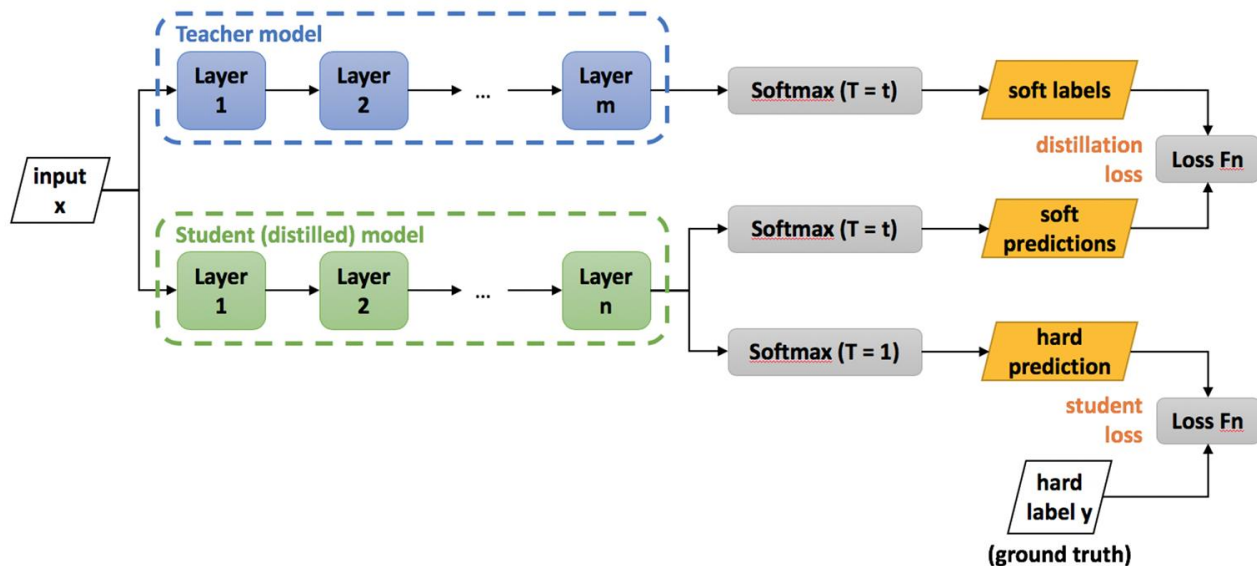 Teacher model
Layer
1
Layer
2
...
Layer
m
Softmax (T = t)
soft labels
distillation
loss
Loss Fn
input
x
Student (distilled) model
Layer
1
Layer
2
...
Layer
n
Softmax (T = t)
soft
predictions
Softmax (T = 1)
hard
prediction
student
loss
Loss Fn
hard
label y
(ground truth)